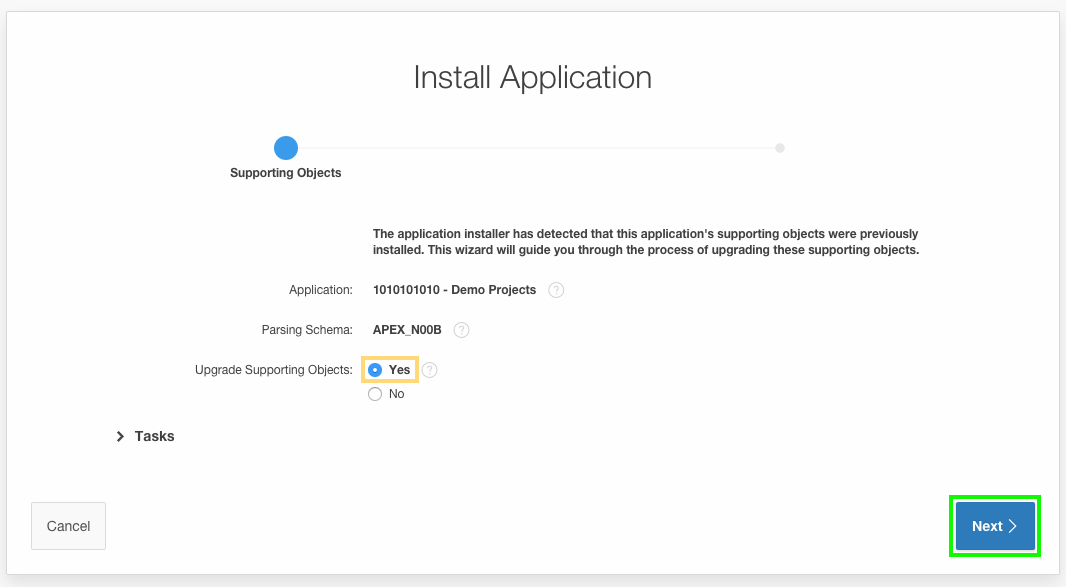 Install Application
Supporting Objects
The application installer has detected that this application's supporting objects were previously
installed. This wizard will guide you through the process of upgrading these supporting objects.
Application: 1010101010 - Demo Projects ?
Parsing Schema: APEX_N00B ?
Upgrade Supporting Objects: Yes ?
No
Tasks
Cancel Next